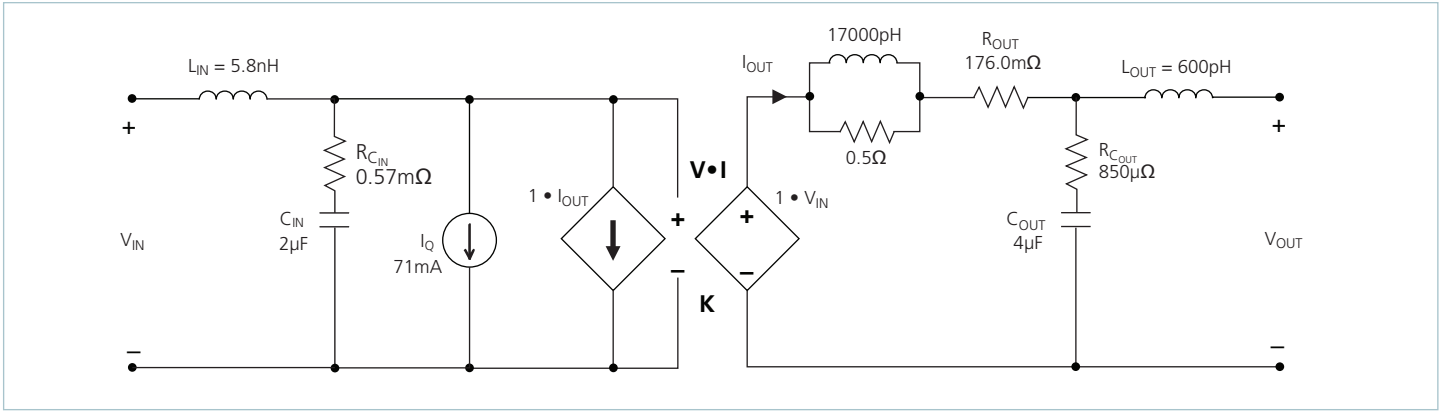 L_IN = 5.8nH
+
–
V_IN
R_C_IN
0.57mΩ
C_IN
2µF
I_Q
71mA
1 • I_OUT
+
–
V•I
K
1 • V_IN
+
–
I_OUT
17000pH
0.5Ω
R_OUT
176.0mΩ
R_C_OUT
850µΩ
C_OUT
4µF
L_OUT = 600pH
+
–
V_OUT